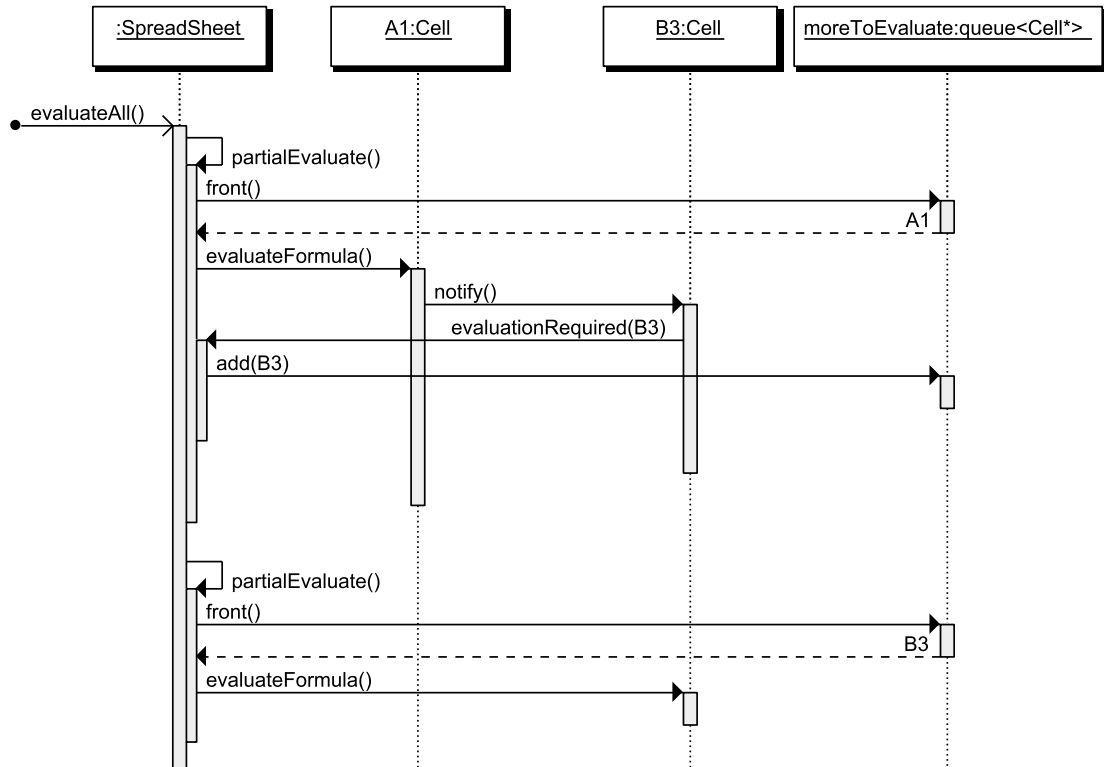 :SpreadSheet
A1:Cell
B3:Cell
moreToEvaluate:queue<Cell*>
evaluateAll()
partialEvaluate()
front()
A1
evaluateFormula()
notify()
evaluationRequired(B3)
add(B3)
partialEvaluate()
front()
B3
evaluateFormula()